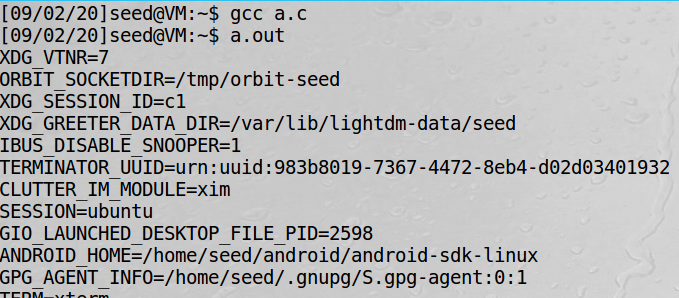 [09/02/20]seed@VM:~$ gcc a.c
[09/02/20]seed@VM:~$ a.out
XDG_VTNR=7
ORBIT_SOCKETDIR=/tmp/orbit-seed
XDG_SESSION_ID=c1
XDG_GREETER_DATA_DIR=/var/lib/lightdm-data/seed
IBUS_DISABLE_SNOOPER=1
TERMINATOR_UUID=urn:uuid:983b8019-7367-4472-8eb4-d02d03401932
CLUTTER_IM_MODULE=xim
SESSION=ubuntu
GIO_LAUNCHED_DESKTOP_FILE_PID=2598
ANDROID_HOME=/home/seed/android/android-sdk-linux
GPG_AGENT_INFO=/home/seed/.gnupg/S.gpg-agent:0:1
TERM=xterm